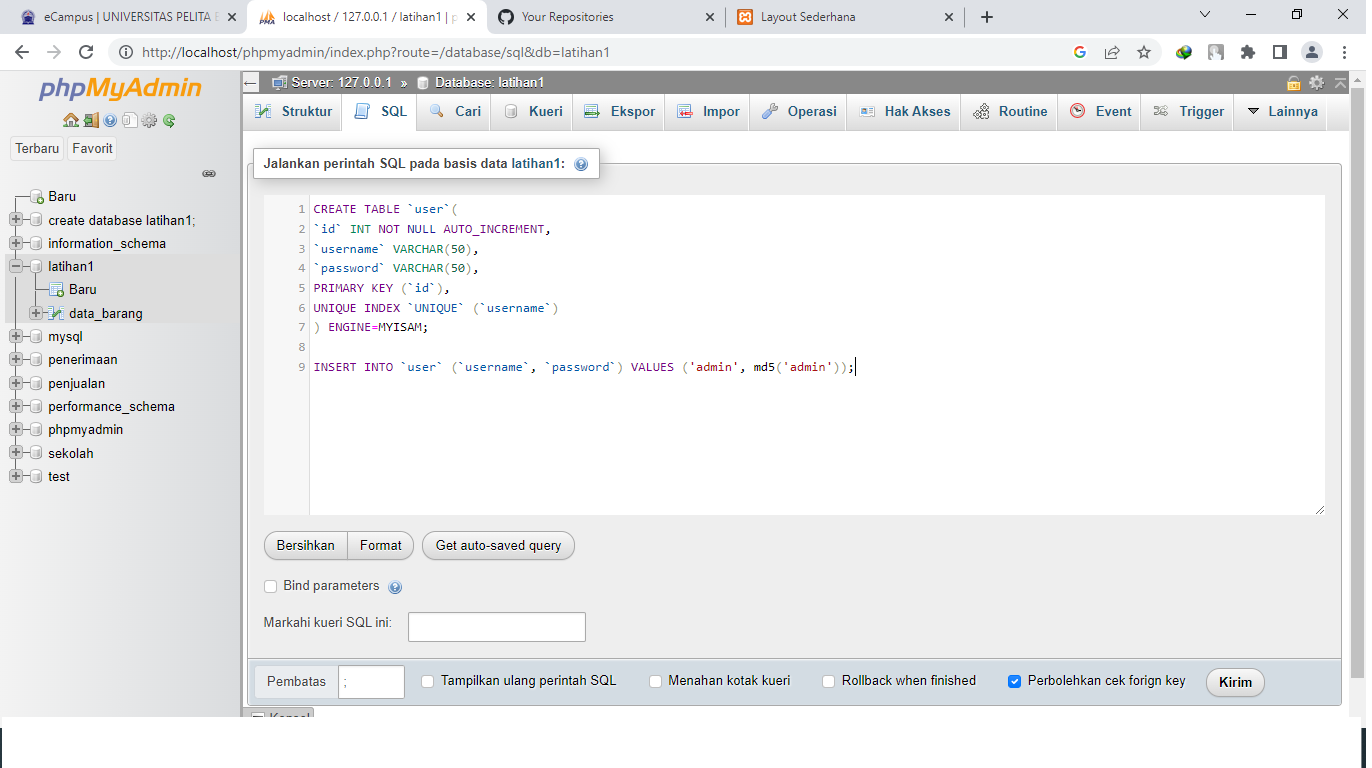 eCampus | UNIVERSITAS PELITA
localhost / 127.0.0.1 / latihan1 |
Your Repositories
Layout Sederhana
http://localhost/phpmyadmin/index.php?route=/database/sql&db=latihan1
phpMyAdmin
Terbaru
Favorit
Baru
create database latihan1;
information_schema
latihan1
Baru
data_barang
mysql
penerimaan
penjualan
performance_schema
phpmyadmin
sekolah
test
Server: 127.0.0.1 » Database: latihan1
Struktur
SQL
Cari
Kueri
Ekspor
Impor
Operasi
Hak Akses
Routine
Event
Trigger
Lainnya
Jalankan perintah SQL pada basis data latihan1:
1 CREATE TABLE `user`(
2 `id` INT NOT NULL AUTO_INCREMENT,
3 `username` VARCHAR(50),
4 `password` VARCHAR(50),
5 PRIMARY KEY (`id`),
6 UNIQUE INDEX `UNIQUE` (`username`)
7 ) ENGINE=MYISAM;
8
9 INSERT INTO `user` (`username`, `password`) VALUES ('admin', md5('admin'));
Bersihkan
Format
Get auto-saved query
Bind parameters
Markahi kueri SQL ini:
Pembatas
;
Tampilkan ulang perintah SQL
Menahan kotak kueri
Rollback when finished
Perbolehkan cek forign key
Kirim
Konsol